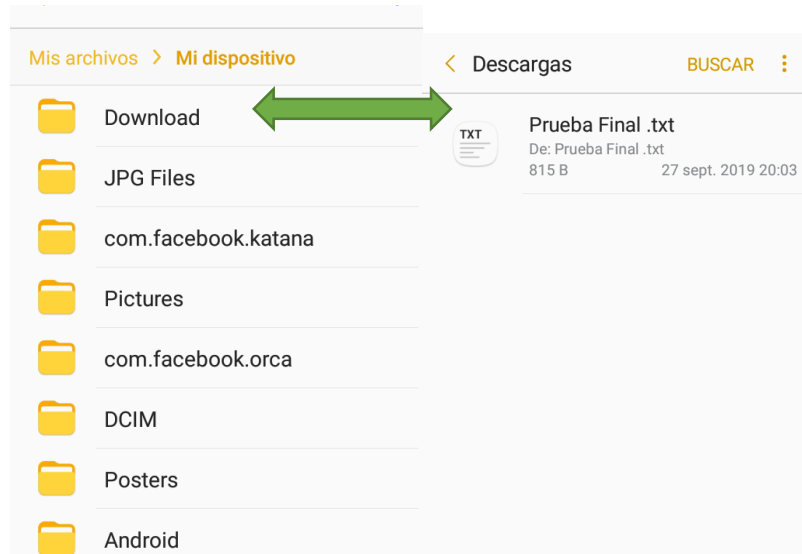 Mis archivos > Mi dispositivo
Download
JPG Files
com.facebook.katana
Pictures
com.facebook.orca
DCIM
Posters
Android
< Descargas BUSCAR
TXT
Prueba Final .txt
De: Prueba Final .txt
815 B 27 sept. 2019 20:03